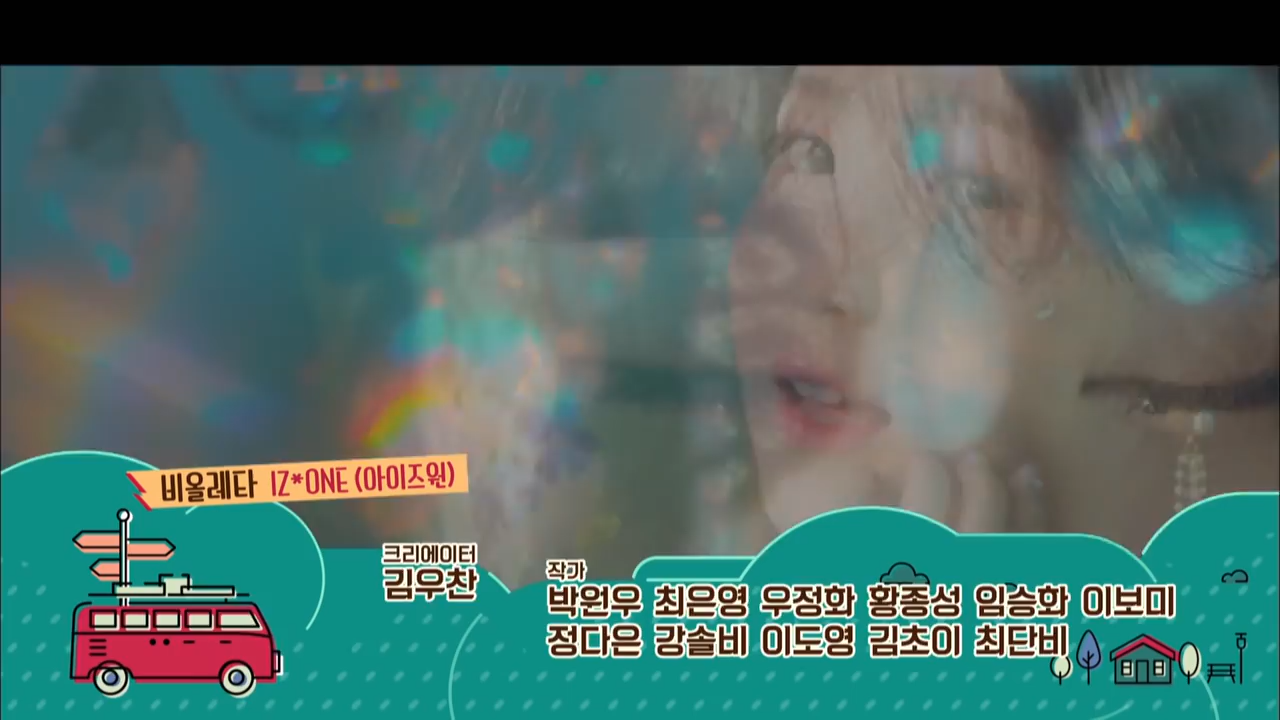 비올레타 IZ*ONE (아이즈원)
크리에이터
김우찬
작가
박원우 최은영 우정화 황종성 임승화 이보미
정다은 강솔비 이도영 김초이 최단비